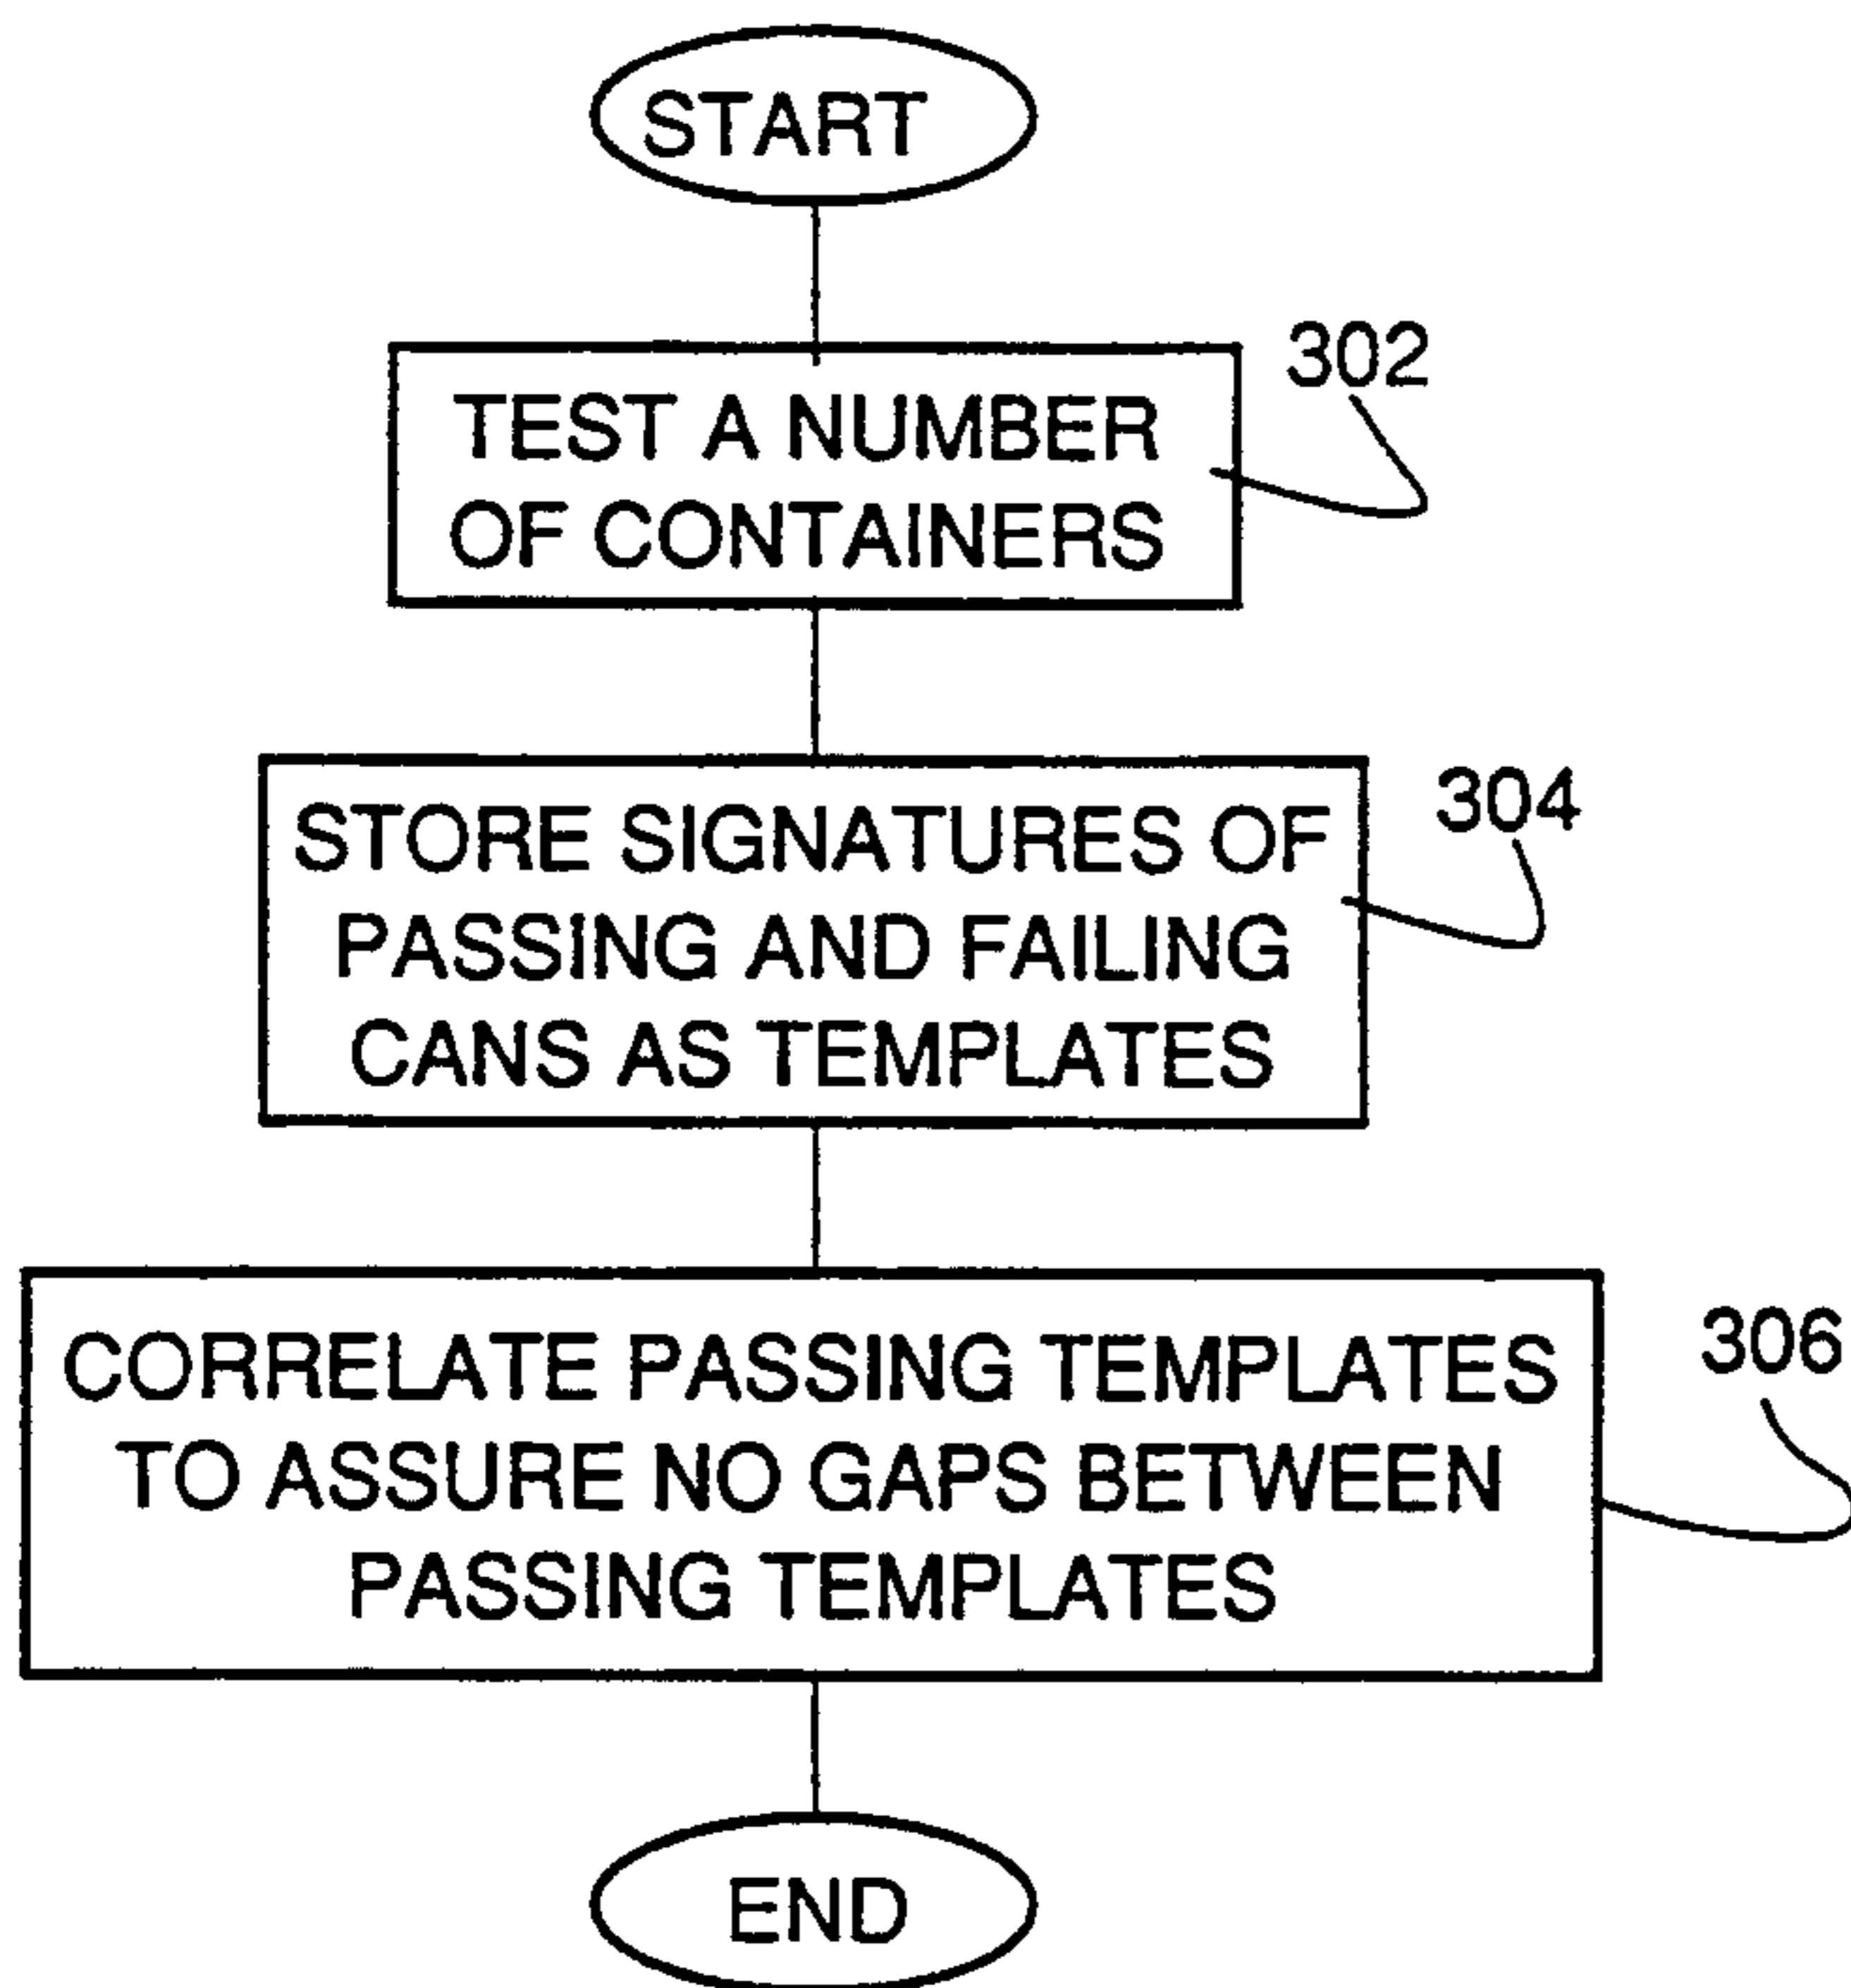 START
302
TEST A NUMBER
OF CONTAINERS
304
STORE SIGNATURES OF
PASSING AND FAILING
CANS AS TEMPLATES
306
CORRELATE PASSING TEMPLATES
TO ASSURE NO GAPS BETWEEN
PASSING TEMPLATES
END